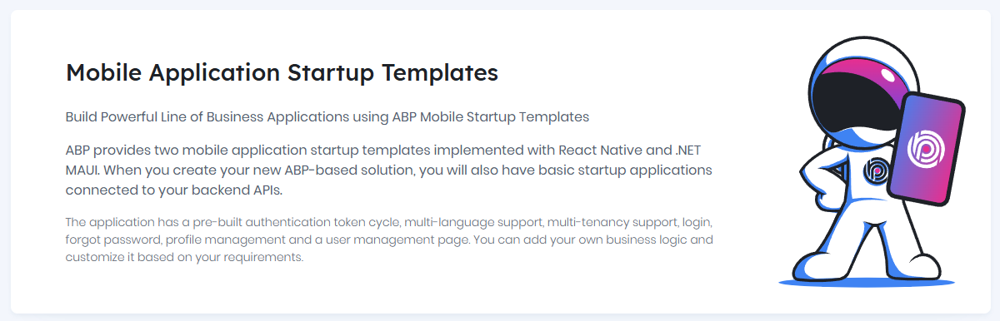 Mobile Application Startup Templates
Build Powerful Line of Business Applications using ABP Mobile Startup Templates
ABP provides two mobile application startup templates implemented with React Native and .NET
MAUI. When you create your new ABP-based solution, you will also have basic startup applications
connected to your backend APIs.
The application has a pre-built authentication token cycle, multi-language support, multi-tenancy support, login,
forgot password, profile management and a user management page. You can add your own business logic and
customize it based on your requirements.